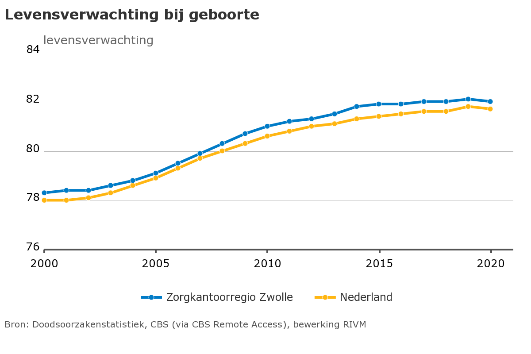 Levensverwachting bij geboorte
levensverwachting
84
82
80
78
76
2000 2005 2010 2015 2020
Zorgkantoorregio Zwolle Nederland
Bron: Doodsoorzakenstatistiek, CBS (via CBS Remote Access), bewerking RIVM